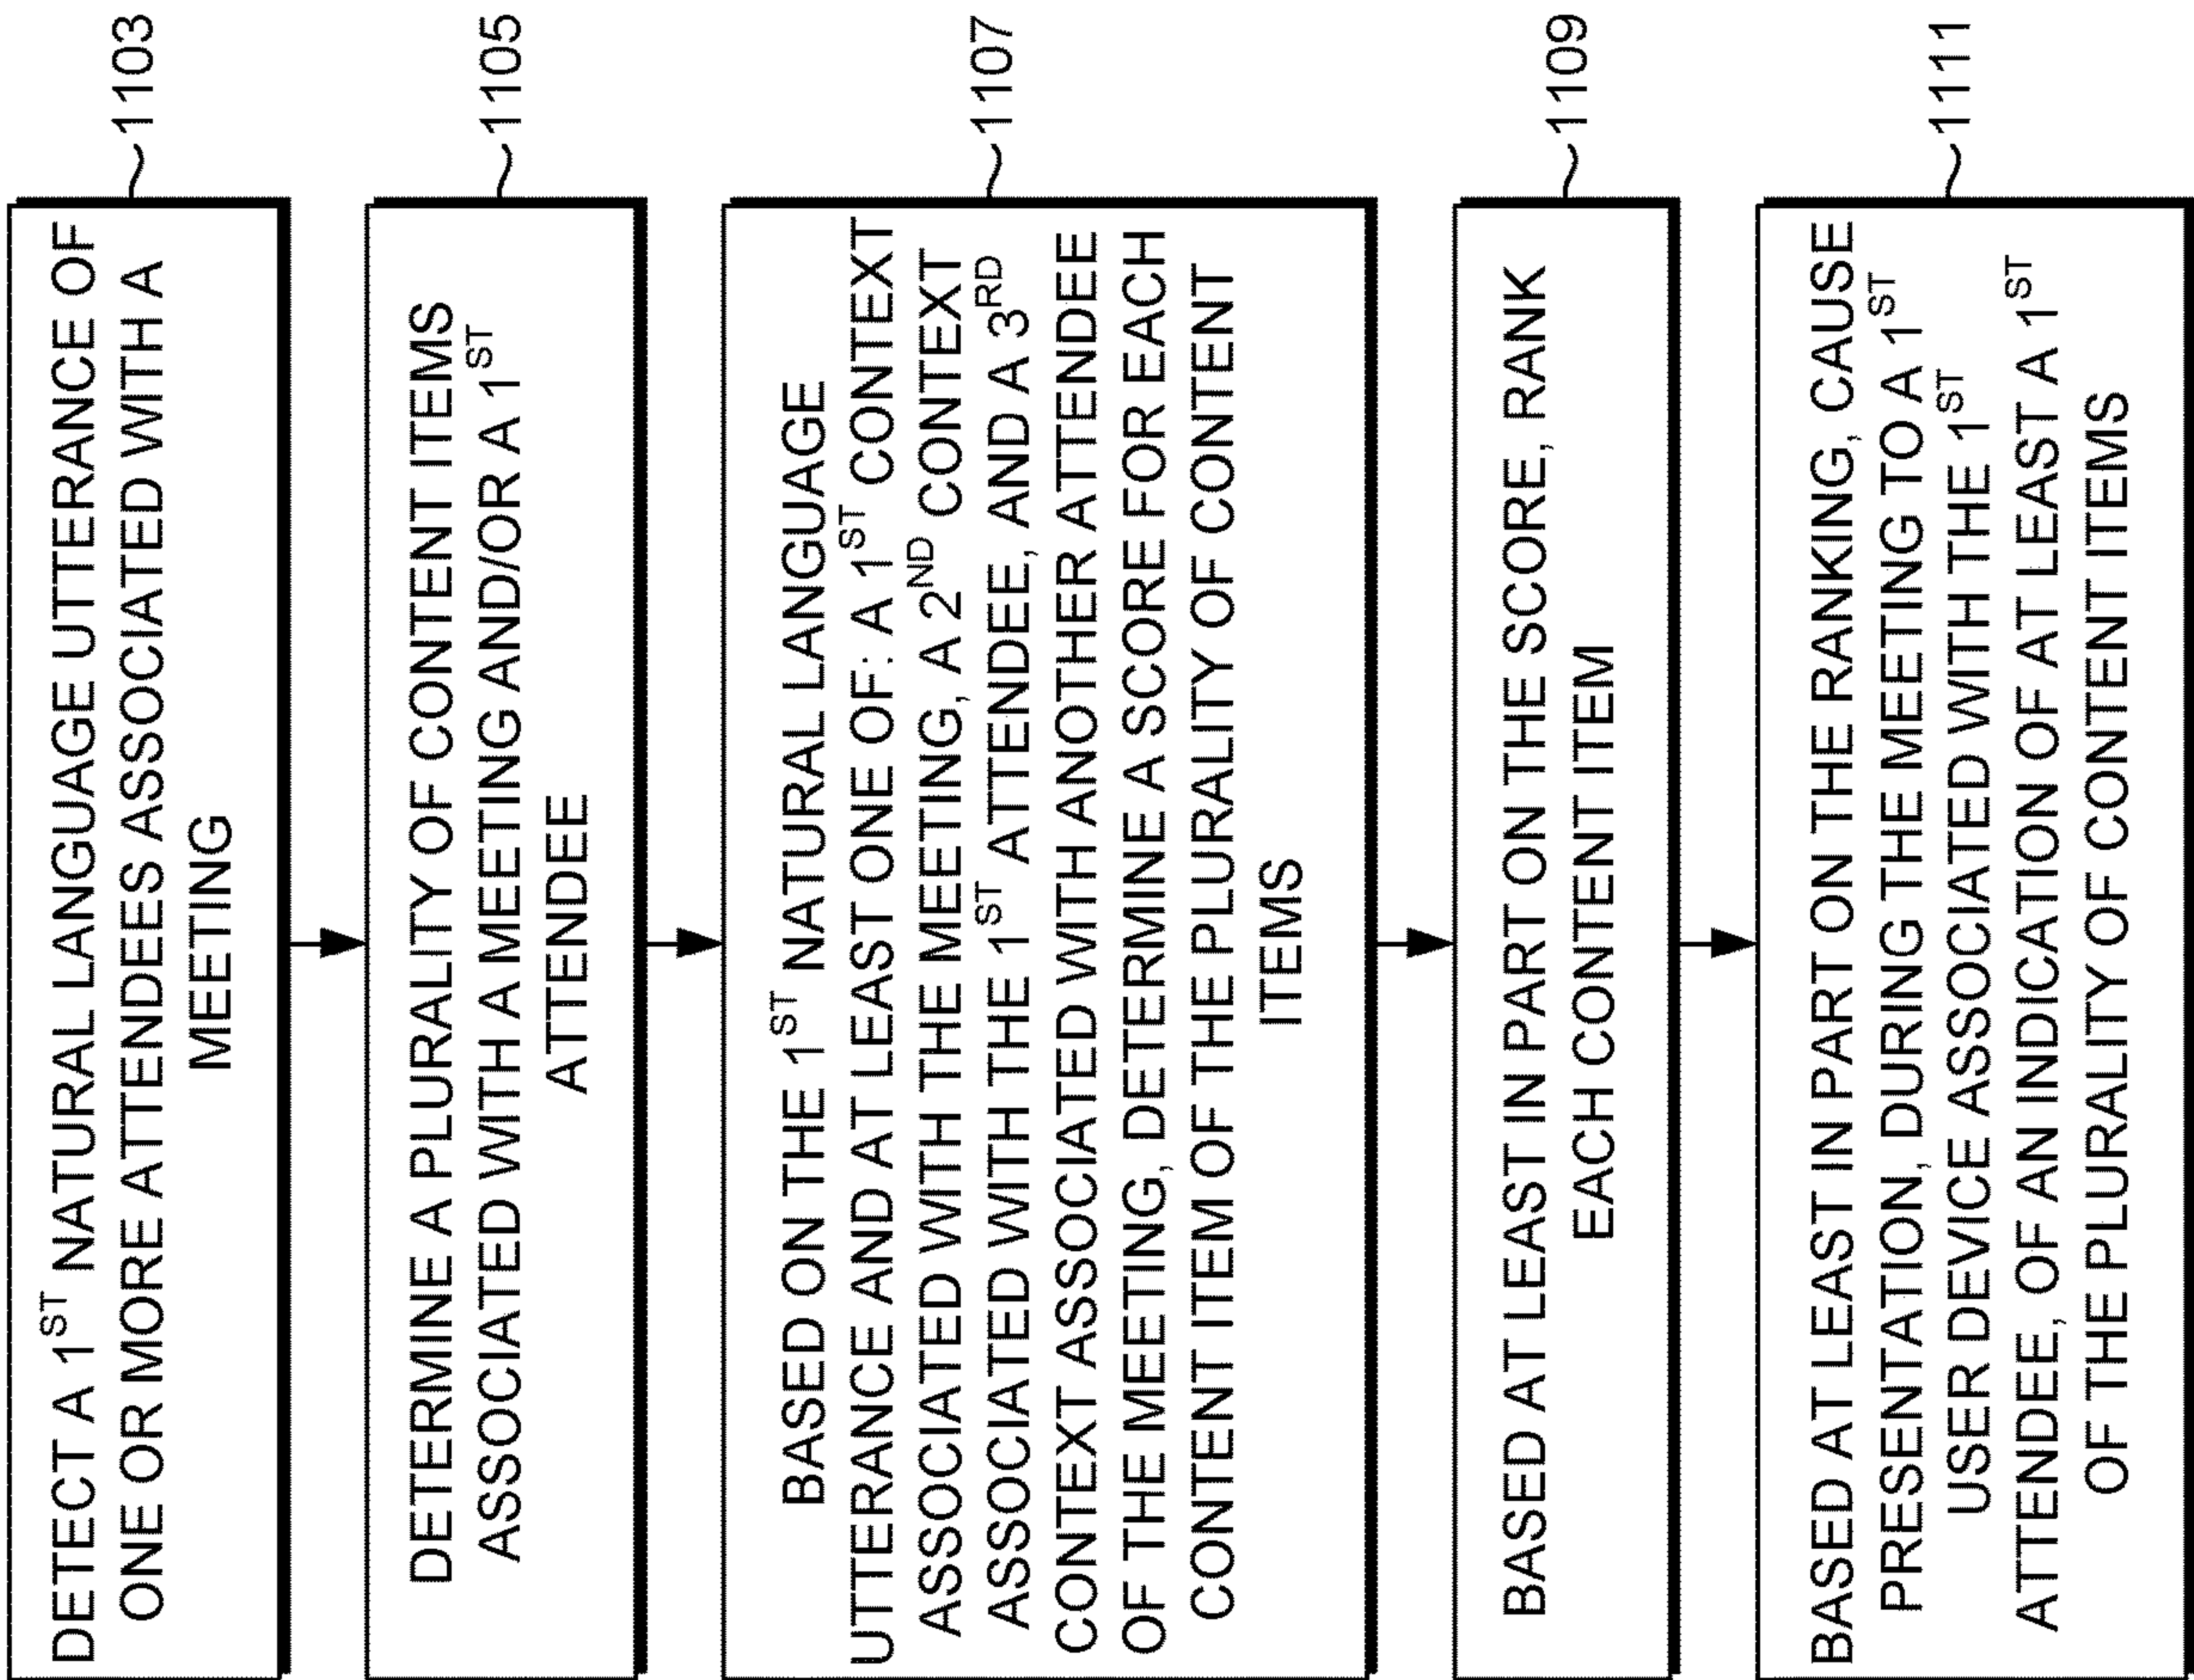 DETECT A 1ST NATURAL LANGUAGE UTTERANCE OF
ONE OR MORE ATTENDEES ASSOCIATED WITH A
MEETING
1103
DETERMINE A PLURALITY OF CONTENT ITEMS
ASSOCIATED WITH A MEETING AND/OR A 1ST
ATTENDEE
1105
BASED ON THE 1ST NATURAL LANGUAGE
UTTERANCE AND AT LEAST ONE OF: A 1ST CONTEXT
ASSOCIATED WITH THE MEETING, A 2ND CONTEXT
ASSOCIATED WITH THE 1ST ATTENDEE, AND A 3RD
CONTEXT ASSOCIATED WITH ANOTHER ATTENDEE
OF THE MEETING, DETERMINE A SCORE FOR EACH
CONTENT ITEM OF THE PLURALITY OF CONTENT
ITEMS
1107
BASED AT LEAST IN PART ON THE SCORE, RANK
EACH CONTENT ITEM
1109
BASED AT LEAST IN PART ON THE RANKING, CAUSE
PRESENTATION, DURING THE MEETING TO A 1ST
USER DEVICE ASSOCIATED WITH THE 1ST
ATTENDEE, OF AN INDICATION OF AT LEAST A 1ST
OF THE PLURALITY OF CONTENT ITEMS
1111